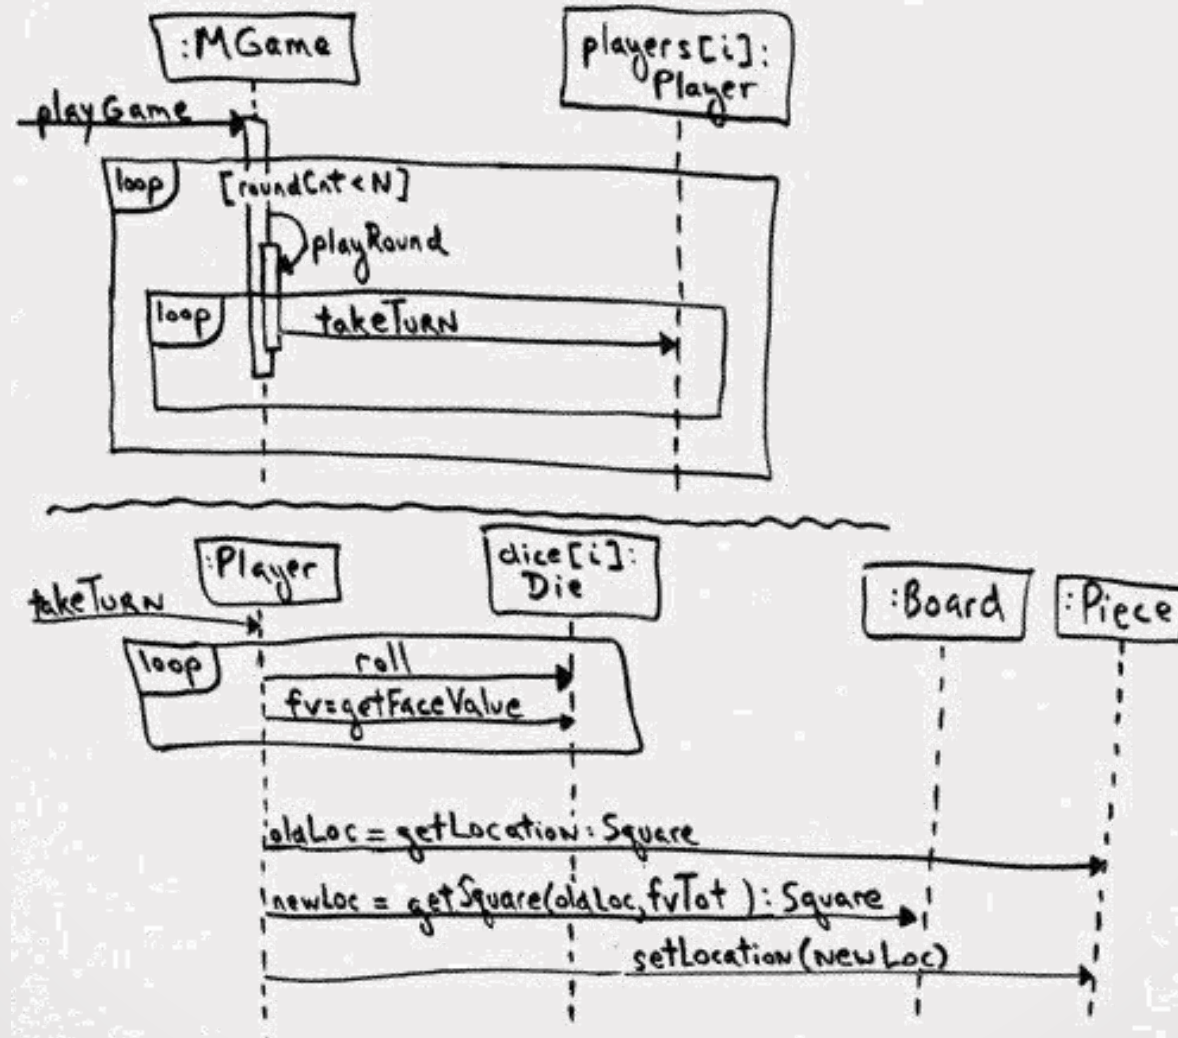 :MGame
players[i]:
Player
playGame
loop
[roundCnt < N]
playRound
loop
takeTURN
:Player
dice[i]:
Die
:Board
:Piece
takeTURN
loop
roll
fv=getFaceValue
oldLoc = getLocation: Square
newLoc = getSquare(oldLoc, fvTot ): Square
setLocation(newLoc)